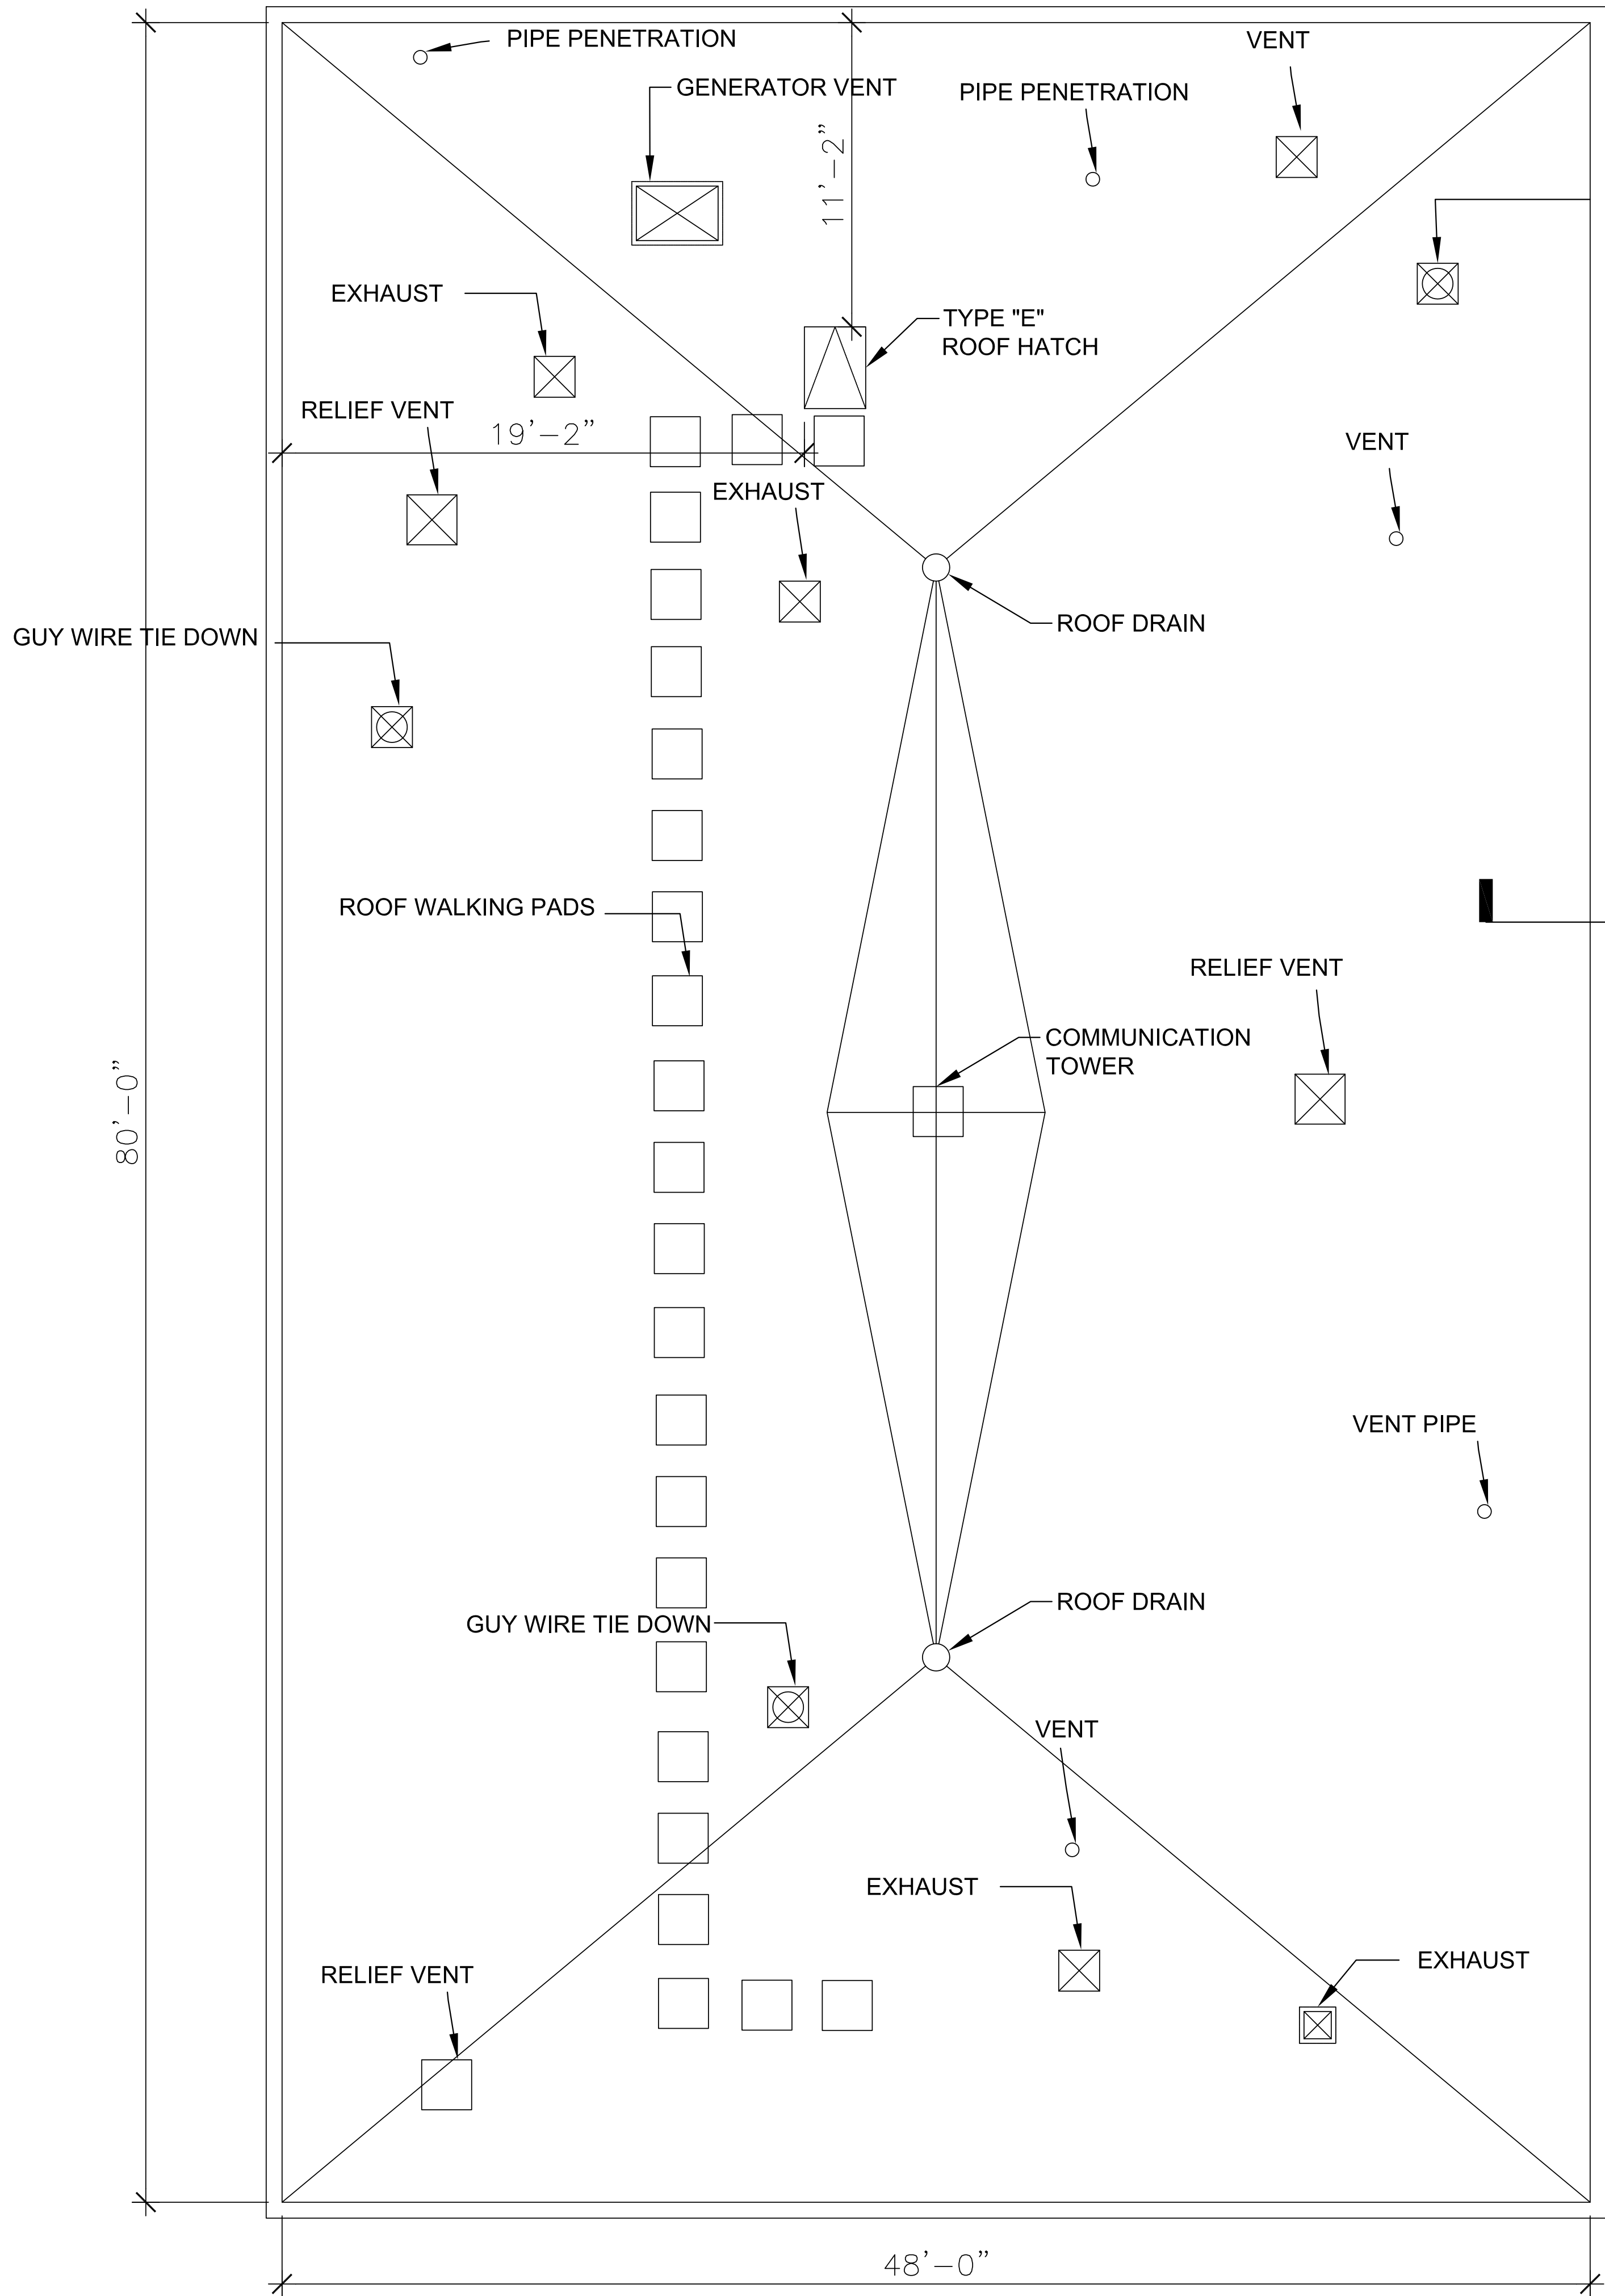 PIPE PENETRATION
VENT
GENERATOR VENT
PIPE PENETRATION
11'-2"
EXHAUST
TYPE "E"
ROOF HATCH
RELIEF VENT
19'-2"
VENT
EXHAUST
ROOF DRAIN
GUY WIRE TIE DOWN
ROOF WALKING PADS
RELIEF VENT
COMMUNICATION
TOWER
80'-0"
VENT PIPE
ROOF DRAIN
GUY WIRE TIE DOWN
VENT
EXHAUST
EXHAUST
RELIEF VENT
48'-0"